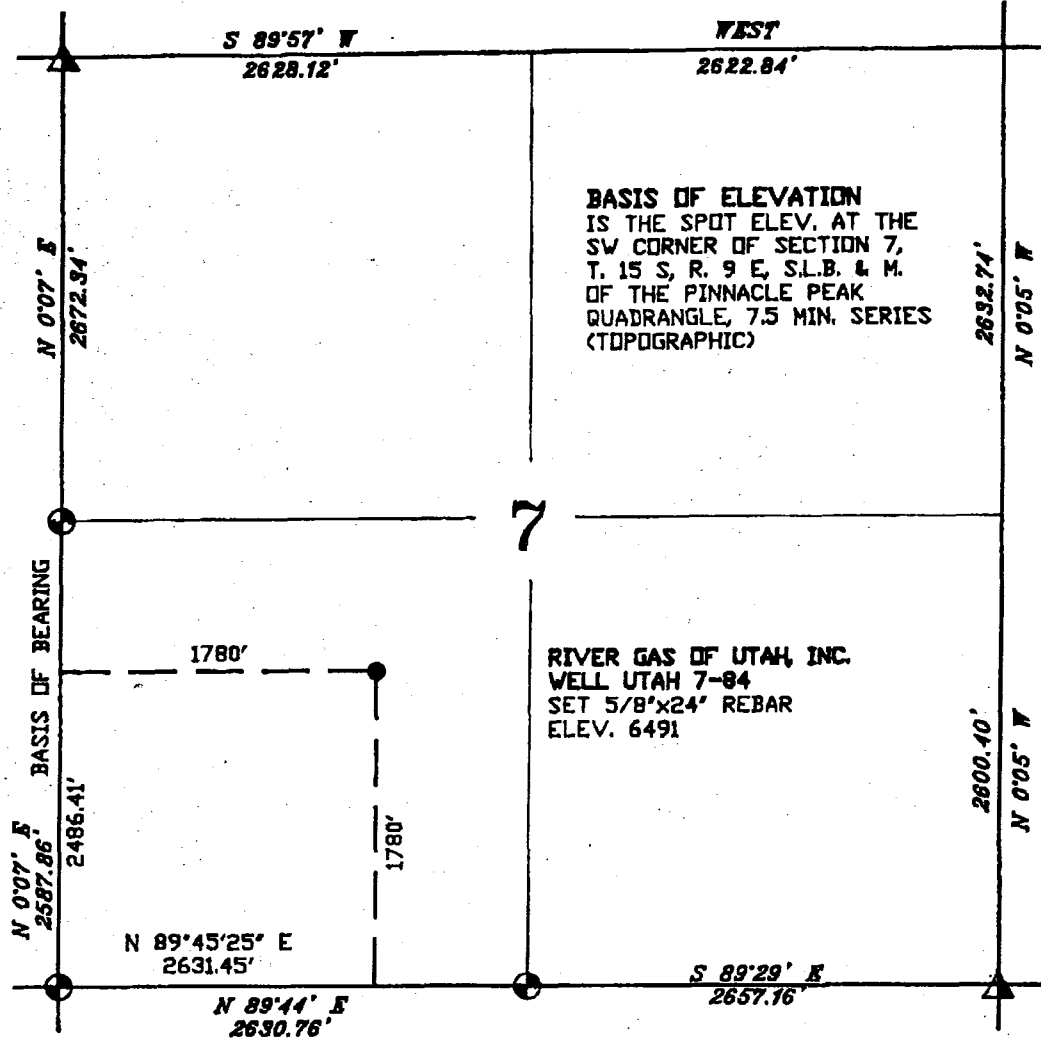 S 89°57' W
2628.12'
WEST
2622.84'
N 0°07' E
2672.34'
BASIS OF ELEVATION
IS THE SPOT ELEV. AT THE
SW CORNER OF SECTION 7,
T. 15 S, R. 9 E, S.L.B. & M.
OF THE PINNACLE PEAK
QUADRANGLE, 7.5 MIN. SERIES
(TOPOGRAPHIC)
2632.74'
N 0°05' W
7
BASIS OF BEARING
1780'
RIVER GAS OF UTAH, INC.
WELL UTAH 7-84
SET 5/8"x24" REBAR
ELEV. 6491
1780'
N 0°07' E
2587.86'
2486.41'
2600.40'
N 0°05' W
N 89°45'25" E
2631.45'
N 89°44' E
2630.76'
S 89°29' E
2657.16'